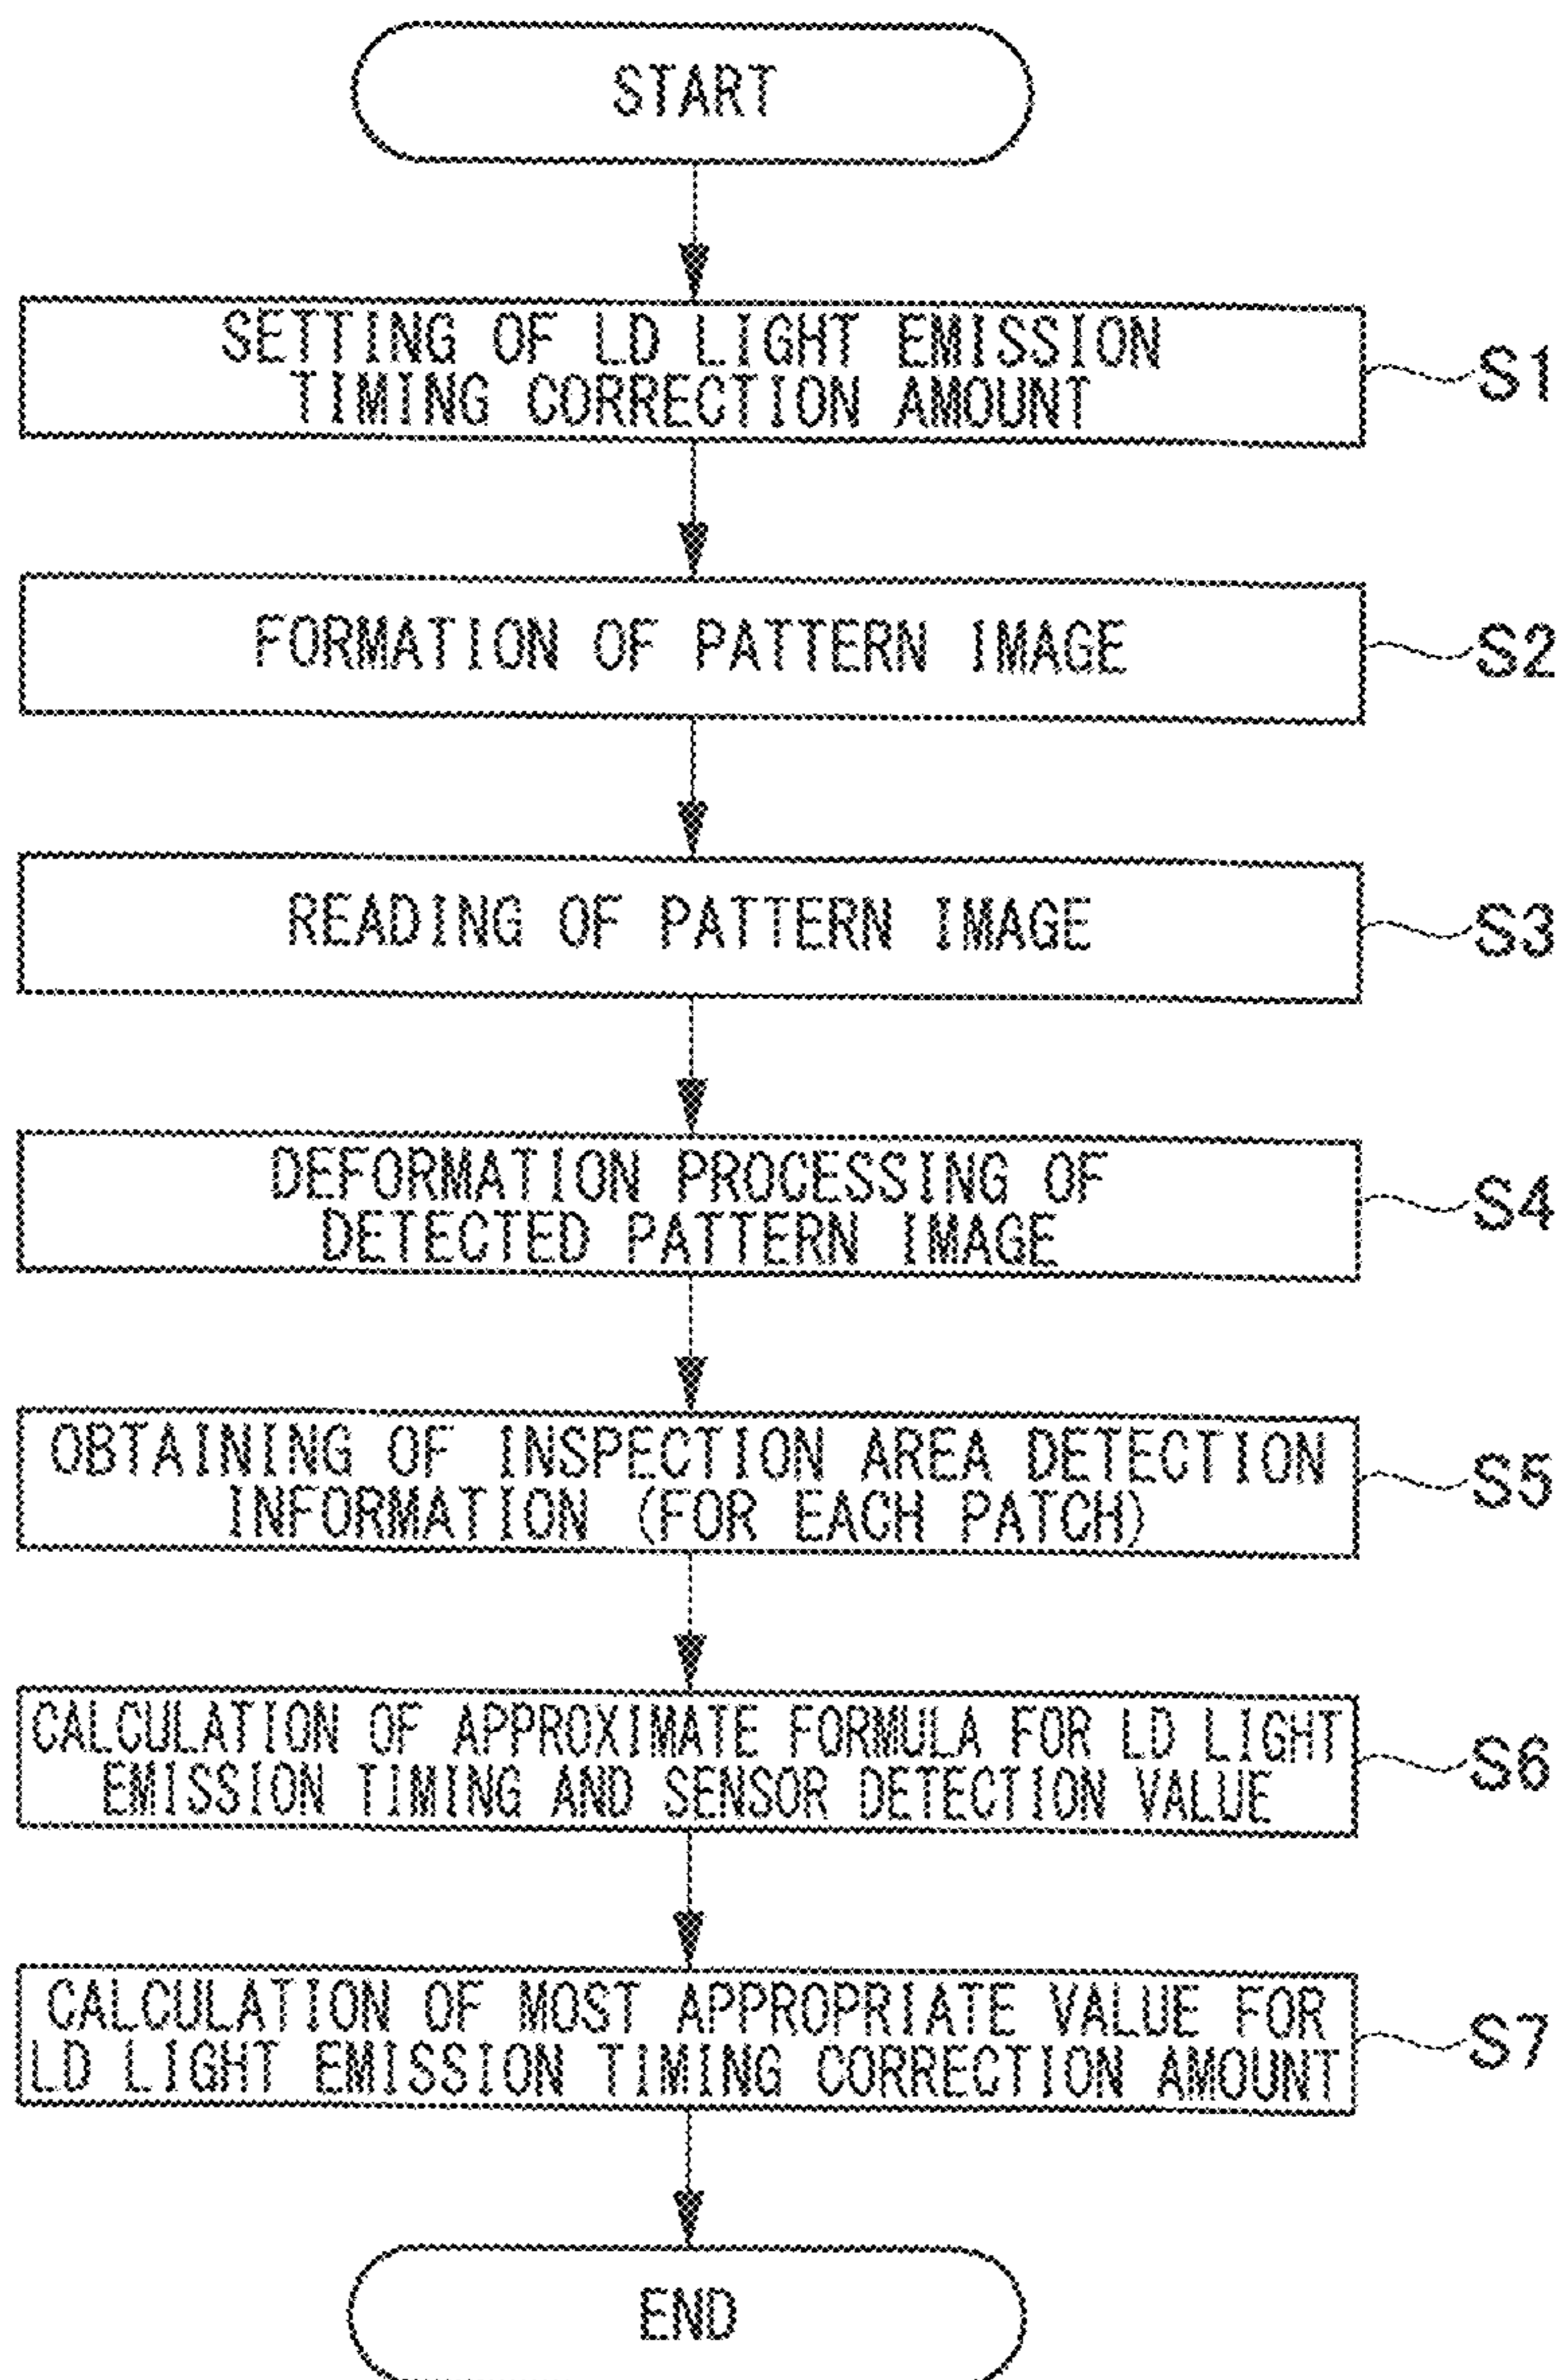 START
SETTING OF LD LIGHT EMISSION
TIMING CORRECTION AMOUNT
S1
FORMATION OF PATTERN IMAGE
S2
READING OF PATTERN IMAGE
S3
DEFORMATION PROCESSING OF
DETECTED PATTERN IMAGE
S4
OBTAINING OF INSPECTION AREA DETECTION
INFORMATION (FOR EACH PATCH)
S5
CALCULATION OF APPROXIMATE FORMULA FOR LD LIGHT
EMISSION TIMING AND SENSOR DETECTION VALUE
S6
CALCULATION OF MOST APPROPRIATE VALUE FOR
LD LIGHT EMISSION TIMING CORRECTION AMOUNT
S7
END